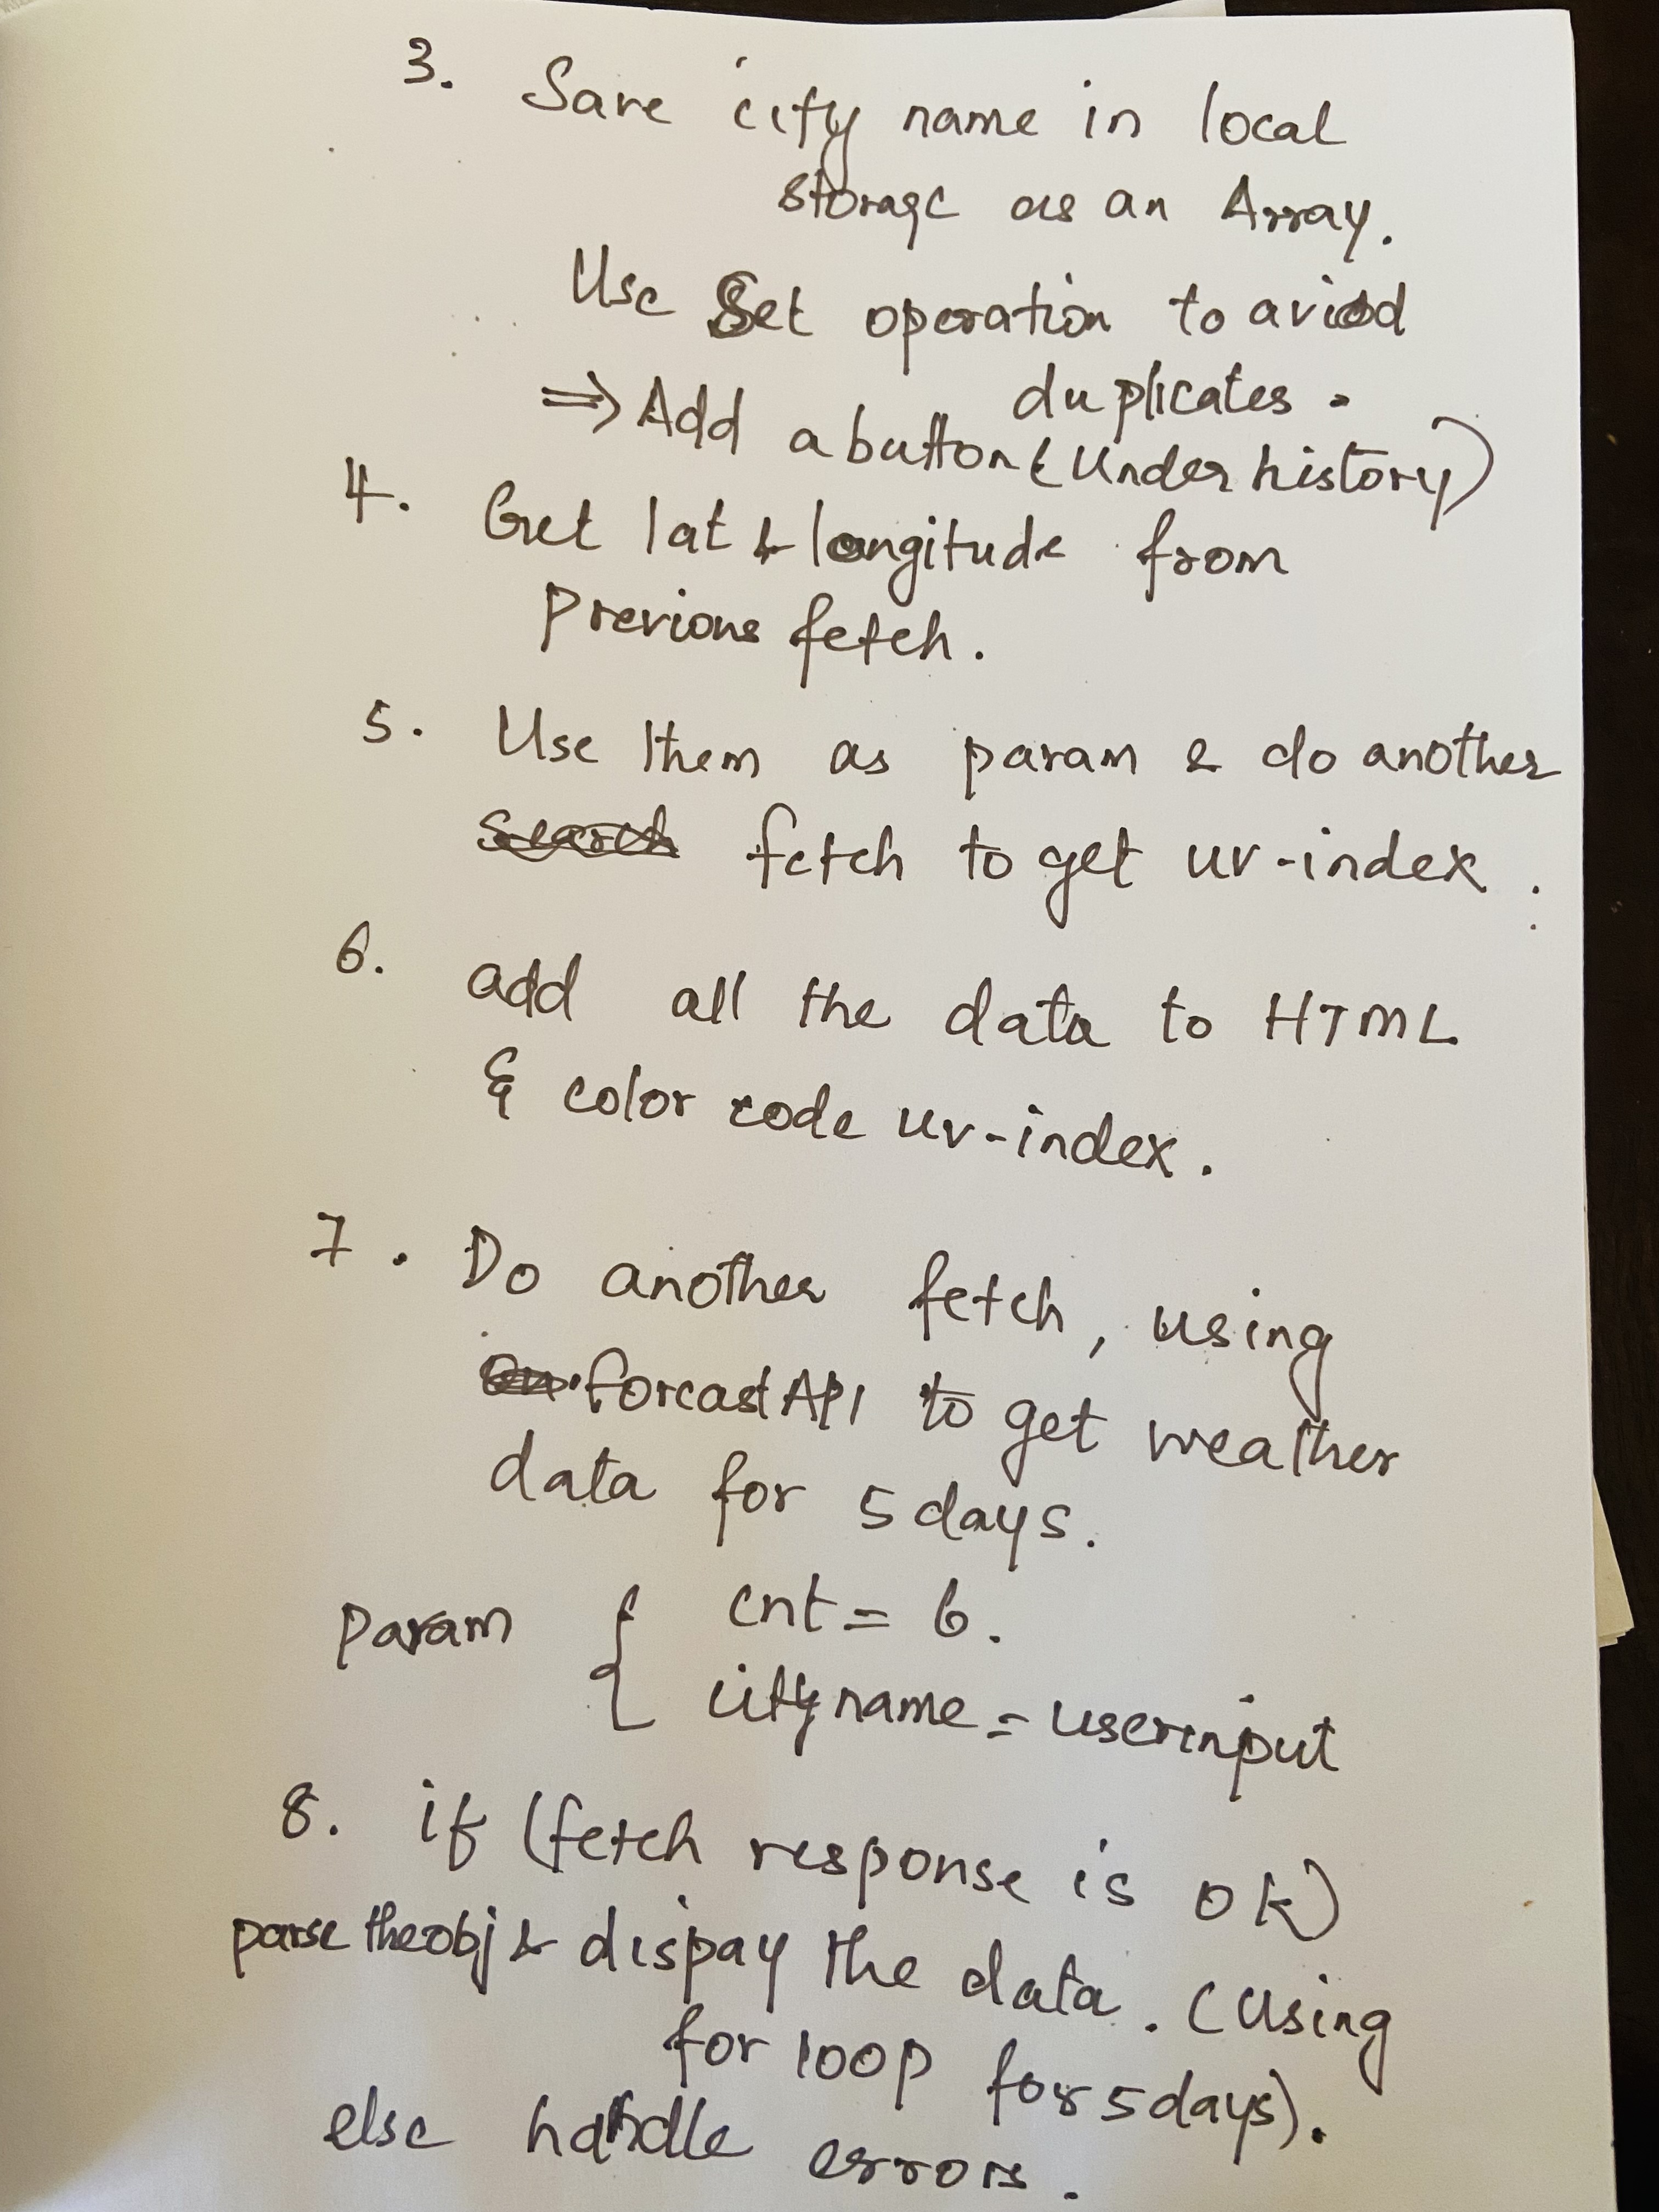 3. Save city name in local
storage as an Array.
Use Set operation to aviod
duplicates.
⇒ Add a button (Under history)
4. Get lat & longitude from
previous fetch.
5. Use them as param & do another
search fetch to get uv-index.
6. add all the data to HTML
& color code uv-index.
7. Do another fetch, using
forcast API to get weather
data for 5 days.
Param { cnt = 6.
city name = userinput
8. if (fetch response is ok)
parse the obj & dispay the data. (Using
for loop for 5 days).
else handle errors.